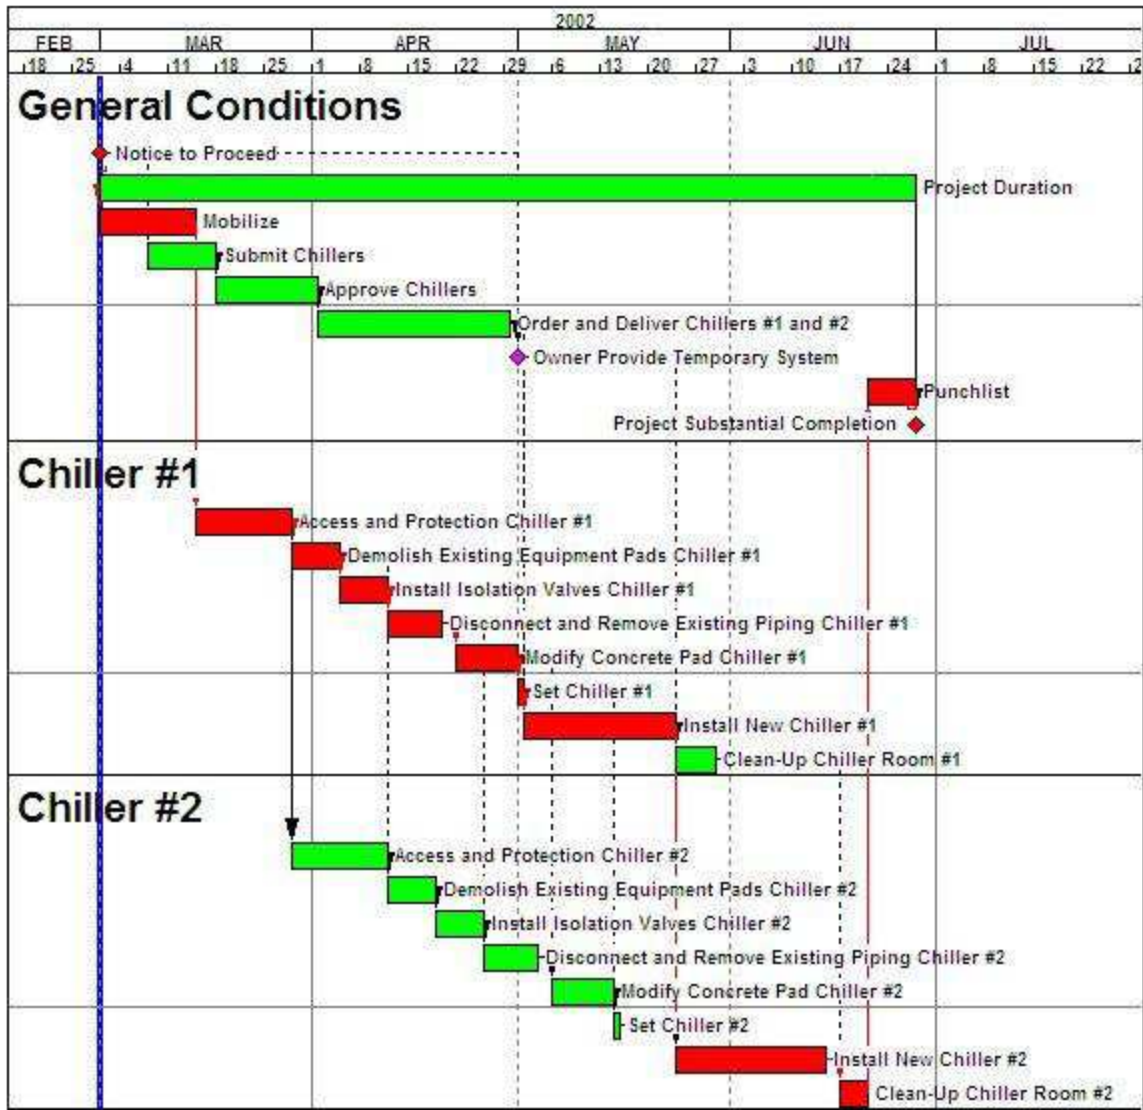 2002
FEB MAR APR MAY JUN JUL
18 25 4 11 18 25 1 8 15 22 29 6 13 20 27 3 10 17 24 1 8 15 22 2
General Conditions
Notice to Proceed
Project Duration
Mobilize
Submit Chillers
Approve Chillers
Order and Deliver Chillers #1 and #2
Owner Provide Temporary System
Punchlist
Project Substantial Completion
Chiller #1
Access and Protection Chiller #1
Demolish Existing Equipment Pads Chiller #1
Install Isolation Valves Chiller #1
Disconnect and Remove Existing Piping Chiller #1
Modify Concrete Pad Chiller #1
Set Chiller #1
Install New Chiller #1
Clean-Up Chiller Room #1
Chiller #2
Access and Protection Chiller #2
Demolish Existing Equipment Pads Chiller #2
Install Isolation Valves Chiller #2
Disconnect and Remove Existing Piping Chiller #2
Modify Concrete Pad Chiller #2
Set Chiller #2
Install New Chiller #2
Clean-Up Chiller Room #2